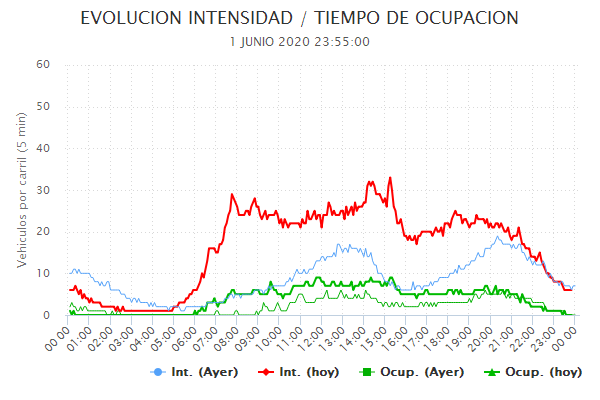 EVOLUCION INTENSIDAD / TIEMPO DE OCUPACION
1 JUNIO 2020 23:55:00
Vehiculos por carril (5 min)
60
50
40
30
20
10
0
00:00 01:00 02:00 03:00 04:00 05:00 06:00 07:00 08:00 09:00 10:00 11:00 12:00 13:00 14:00 15:00 16:00 17:00 18:00 19:00 20:00 21:00 22:00 23:00 00:00
Int. (Ayer) Int. (hoy) Ocup. (Ayer) Ocup. (hoy)